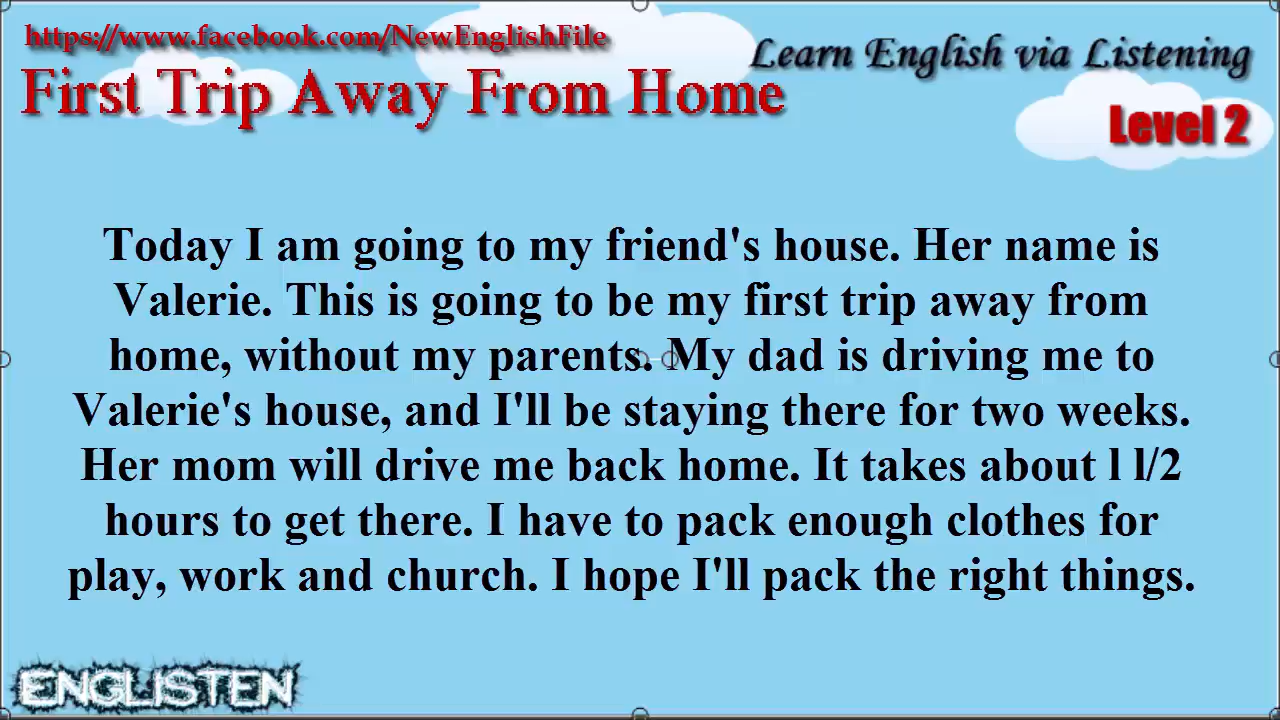 https://www.facebook.com/NewEnglishFile
Learn English via Listening
First Trip Away From Home
Level 2
Today I am going to my friend's house. Her name is
Valerie. This is going to be my first trip away from
home, without my parents. My dad is driving me to
Valerie's house, and I'll be staying there for two weeks.
Her mom will drive me back home. It takes about l l/2
hours to get there. I have to pack enough clothes for
play, work and church. I hope I'll pack the right things.
ENGLISTEN